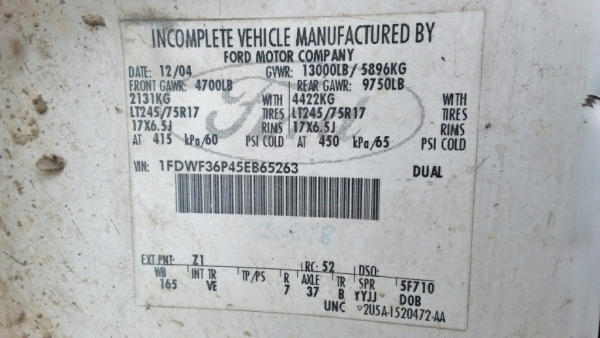 INCOMPLETE VEHICLE MANUFACTURED BY
FORD MOTOR COMPANY
DATE: 12/04 GVWR: 13000LB/ 5896KG
FRONT GAWR: 4700LB REAR GAWR: 9750LB
2131KG WITH 4422KG WITH
LT245/75R17 TIRES LT245/75R17 TIRES
17X6.5J RIMS 17X6.5J RIMS
AT 415 kPa/60 PSI COLD AT 450 kPa/65 PSI COLD
VIN: 1FDWF36P45EB65263 DUAL
Ford
EXT PNT: Z1 RC: 52 DSO:
WB INT TR TP/PS R AXLE TR SPR 5F710
165 VE 7 37 B YYJJ DOB
UNC ▽2U5A-1520472-AA